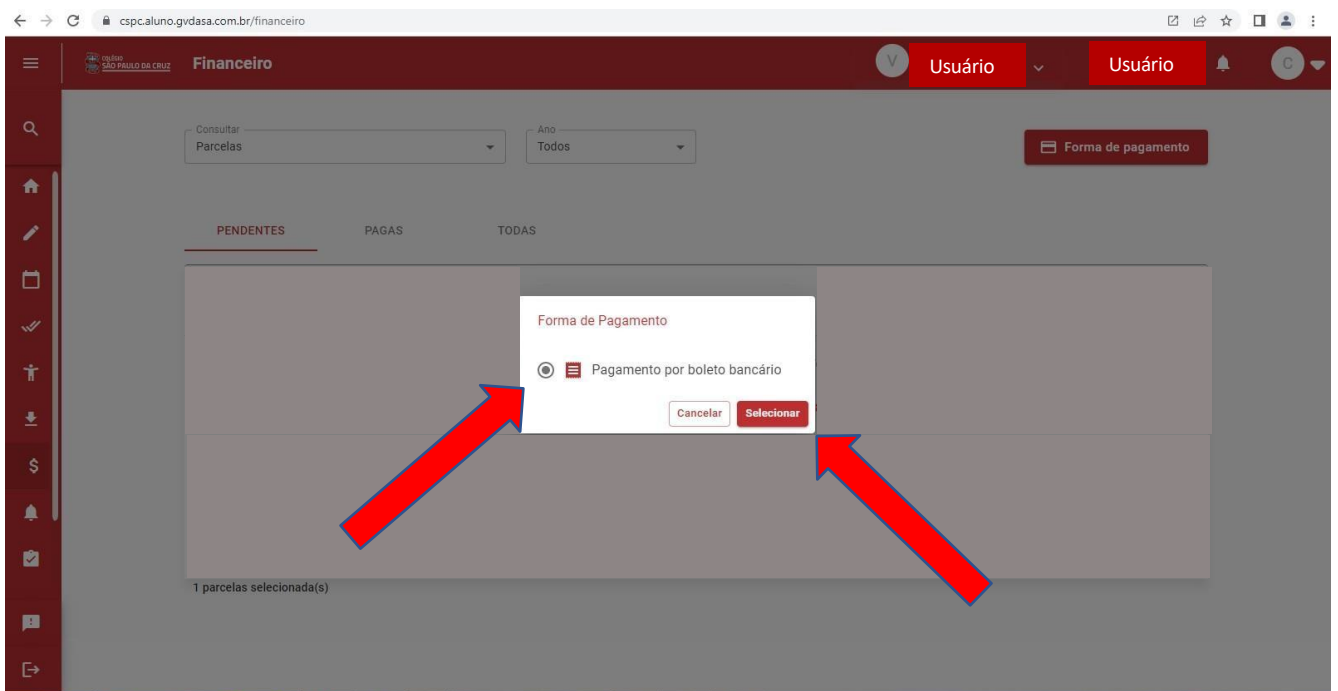 cspc.aluno.gvdasa.com.br/financeiro
COLÉGIO
SÃO PAULO DA CRUZ
Financeiro
V
Usuário
Usuário
C
Consultar
Parcelas
Ano
Todos
Forma de pagamento
PENDENTES
PAGAS
TODAS
Forma de Pagamento
Pagamento por boleto bancário
Cancelar
Selecionar
1 parcelas selecionada(s)